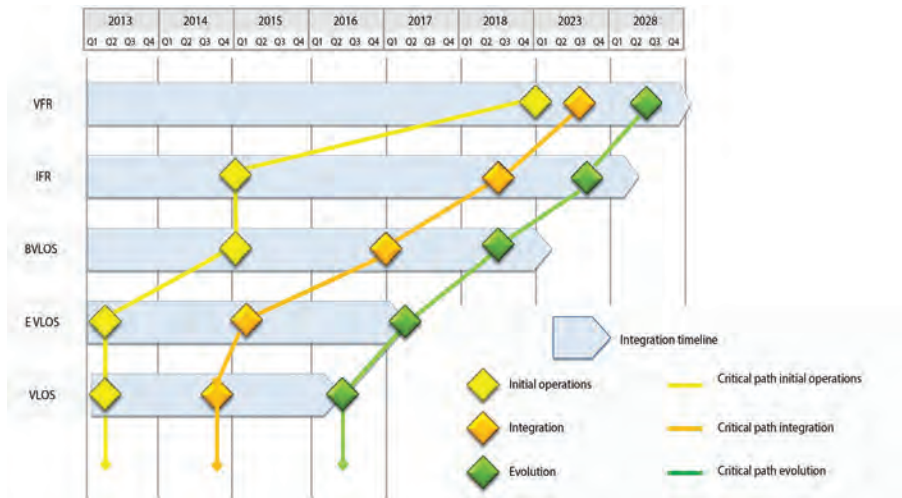 2013 2014 2015 2016 2017 2018 2023 2028
Q1 Q2 Q3 Q4 Q1 Q2 Q3 Q4 Q1 Q2 Q3 Q4 Q1 Q2 Q3 Q4 Q1 Q2 Q3 Q4 Q1 Q2 Q3 Q4 Q1 Q2 Q3 Q4 Q1 Q2 Q3 Q4
VFR
IFR
BVLOS
E VLOS
VLOS
Integration timeline
Initial operations
Critical path initial operations
Integration
Critical path integration
Evolution
Critical path evolution